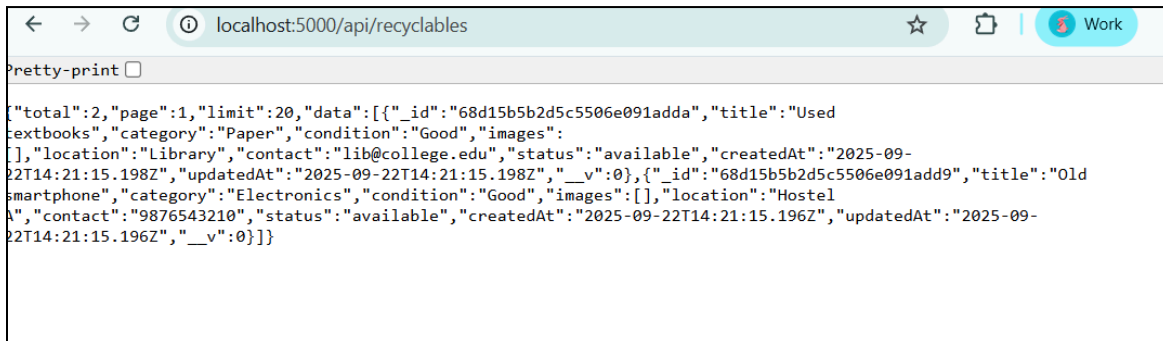 localhost:5000/api/recyclables
Work
Pretty-print
{"total":2,"page":1,"limit":20,"data":[{"_id":"68d15b5b2d5c5506e091adda","title":"Used
textbooks","category":"Paper","condition":"Good","images":
[],"location":"Library","contact":"lib@college.edu","status":"available","createdAt":"2025-09-
22T14:21:15.198Z","updatedAt":"2025-09-22T14:21:15.198Z","__v":0},{"_id":"68d15b5b2d5c5506e091add9","title":"Old
smartphone","category":"Electronics","condition":"Good","images":[],"location":"Hostel
A","contact":"9876543210","status":"available","createdAt":"2025-09-22T14:21:15.196Z","updatedAt":"2025-09-
22T14:21:15.196Z","__v":0}]}